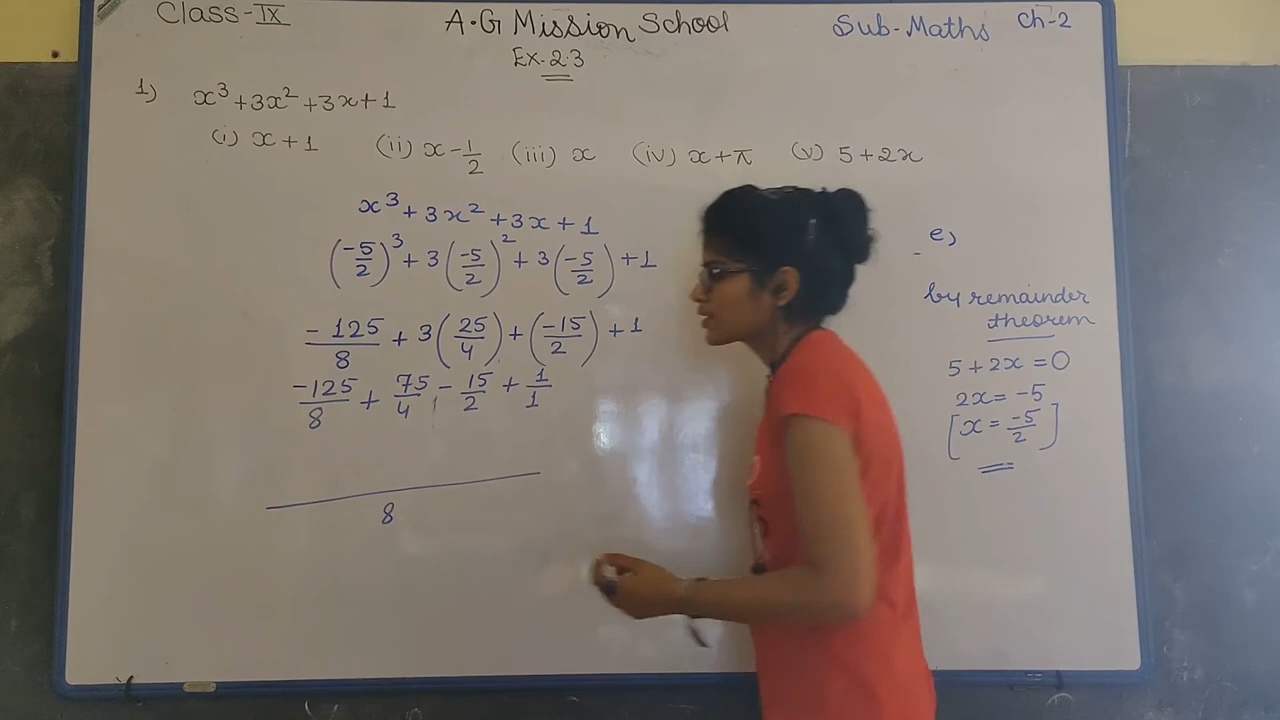 Class-IX A.G Mission School Sub-Maths Ch-2
Ex-2.3
1) x³+3x²+3x+1
(i) x+1 (ii) x-1/2 (iii) x (iv) x+π (v) 5+2x
x³+3x²+3x+1
(-5/2)³+3(-5/2)²+3(-5/2)+1
-125/8+3(25/4)+(-15/2)+1
-125/8+75/4-15/2+1/1
8
e)
by remainder
theorem
5+2x=0
2x=-5
[x=-5/2]